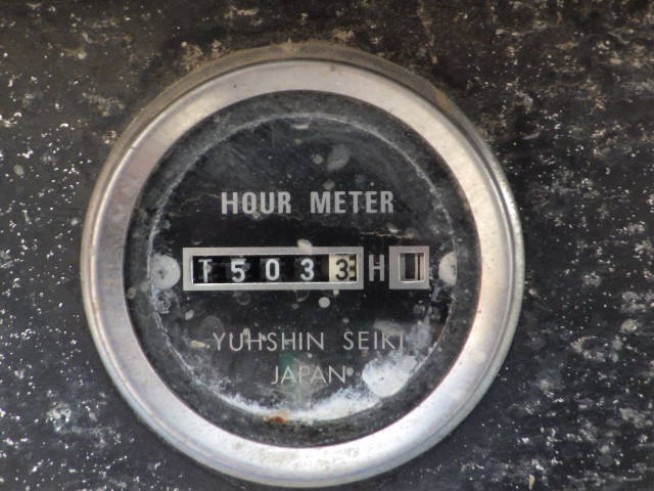 HOUR METER
15033 H
YUHSHIN SEIKI
JAPAN